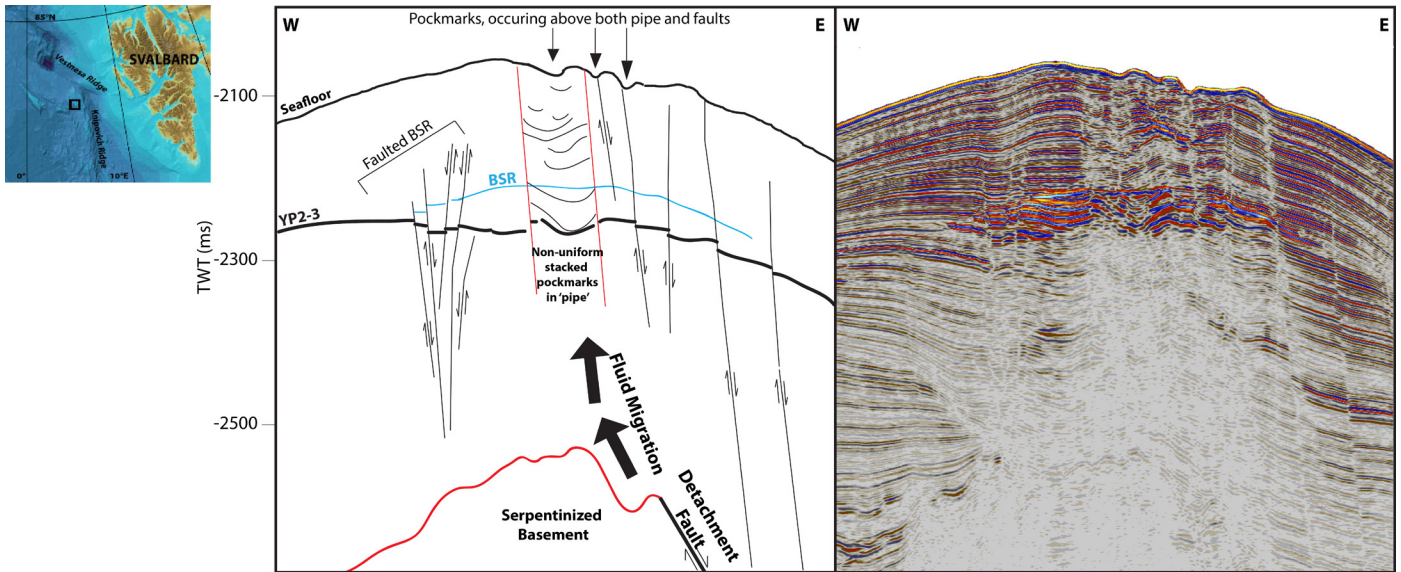 85°N
Vestnesa Ridge
SVALBARD
Knipovich Ridge
0°
10°E
TWT (ms)
-2100
-2300
-2500
W
Pockmarks, occuring above both pipe and faults
E
Seafloor
Faulted BSR
BSR
YP2-3
Non-uniform
stacked
pockmarks
in ‘pipe’
Fluid Migration
Detachment
Fault
Serpentinized
Basement
W
E